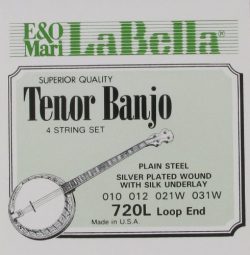 E&O
Mari
LaBella®
SUPERIOR QUALITY
Tenor Banjo
4 STRING SET
PLAIN STEEL
SILVER PLATED WOUND
WITH SILK UNDERLAY
010 012 021W 031W
720L Loop End
Made in U.S.A.